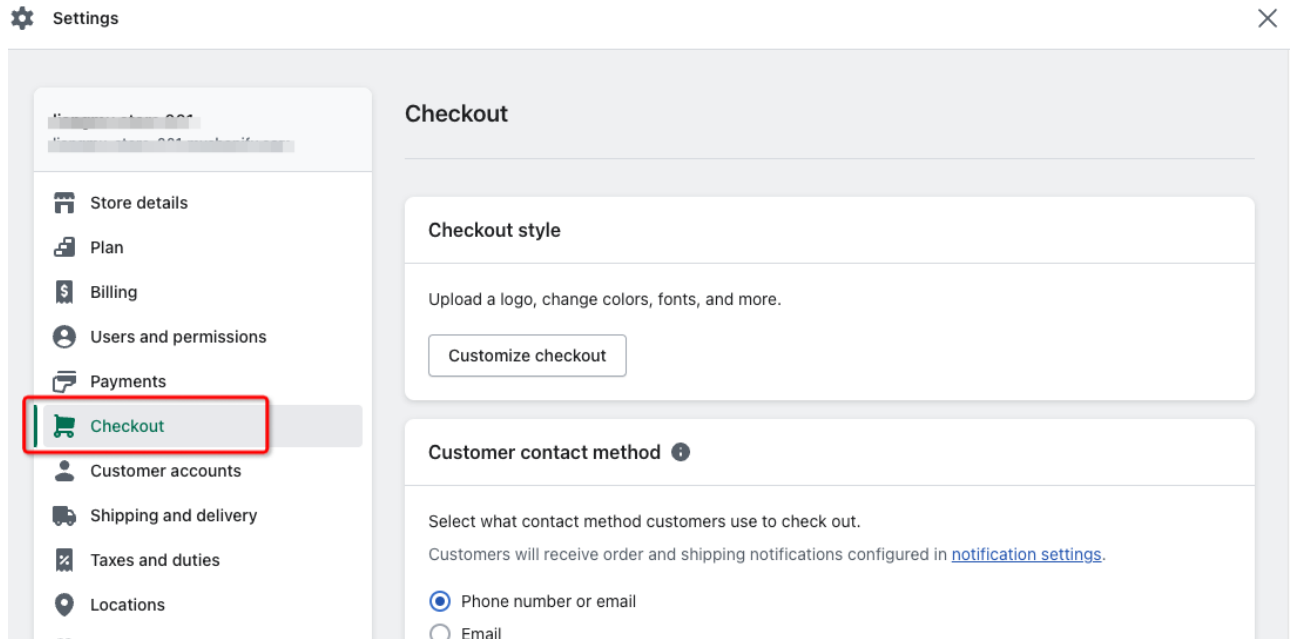 Settings
Checkout
Store details
Plan
Billing
Users and permissions
Payments
Checkout
Customer accounts
Shipping and delivery
Taxes and duties
Locations
Checkout style
Upload a logo, change colors, fonts, and more.
Customize checkout
Customer contact method
Select what contact method customers use to check out.
Customers will receive order and shipping notifications configured in notification settings.
Phone number or email
Email